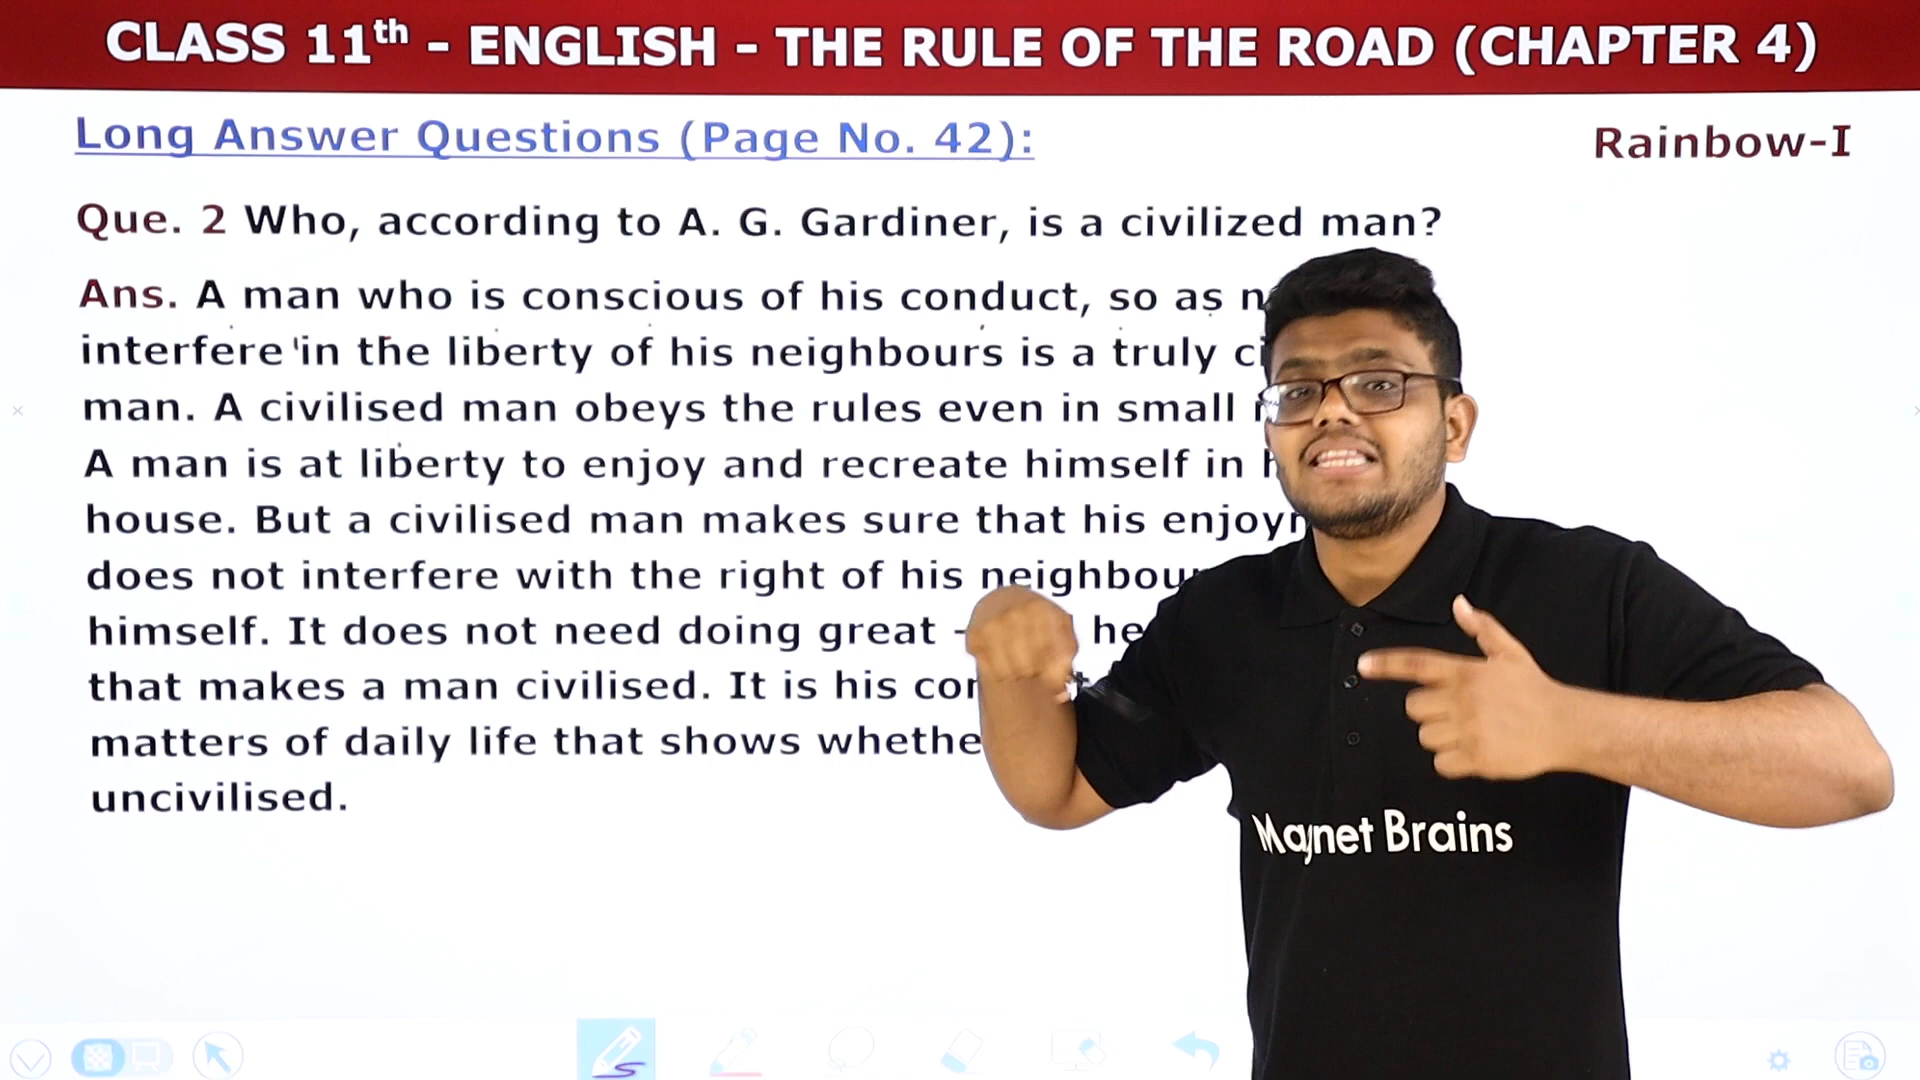 CLASS 11th - ENGLISH - THE RULE OF THE ROAD (CHAPTER 4)
Long Answer Questions (Page No. 42):
Rainbow-I
Que. 2 Who, according to A. G. Gardiner, is a civilized man?
Ans. A man who is conscious of his conduct, so as
interfere in the liberty of his neighbours is a truly
man. A civilised man obeys the rules even in small
A man is at liberty to enjoy and recreate himself in
house. But a civilised man makes sure that his
does not interfere with the right of his
himself. It does not need doing great -
that makes a man civilised. It is his
matters of daily life that shows
uncivilised.
Magnet Brains